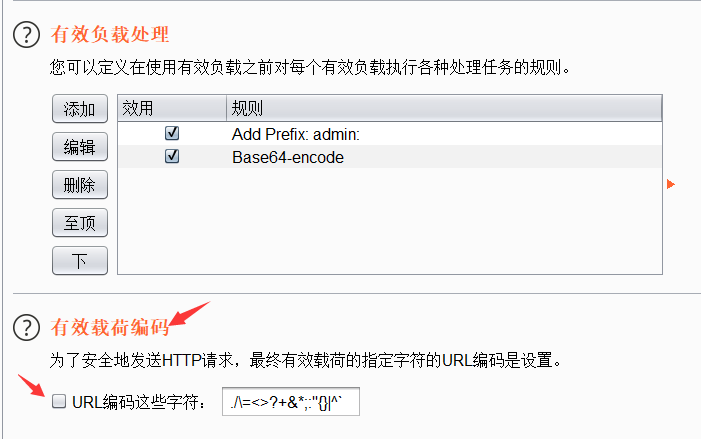 ? 有效负载处理
您可以定义在使用有效负载之前对每个有效负载执行各种处理任务的规则。
添加
编辑
删除
至顶
下
效用 规则
Add Prefix: admin:
Base64-encode
? 有效载荷编码
为了安全地发送HTTP请求，最终有效载荷的指定字符的URL编码是设置。
URL编码这些字符： ./\=<>?+&*;:"{}|^`